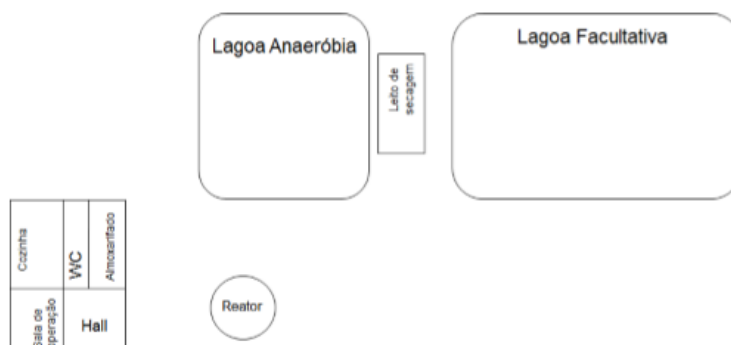 Lagoa Anaeróbia
Lagoa Facultativa
Leito de
secagem
Cozinha
WC
Almoxarifado
Sala de
operação
Hall
Reator